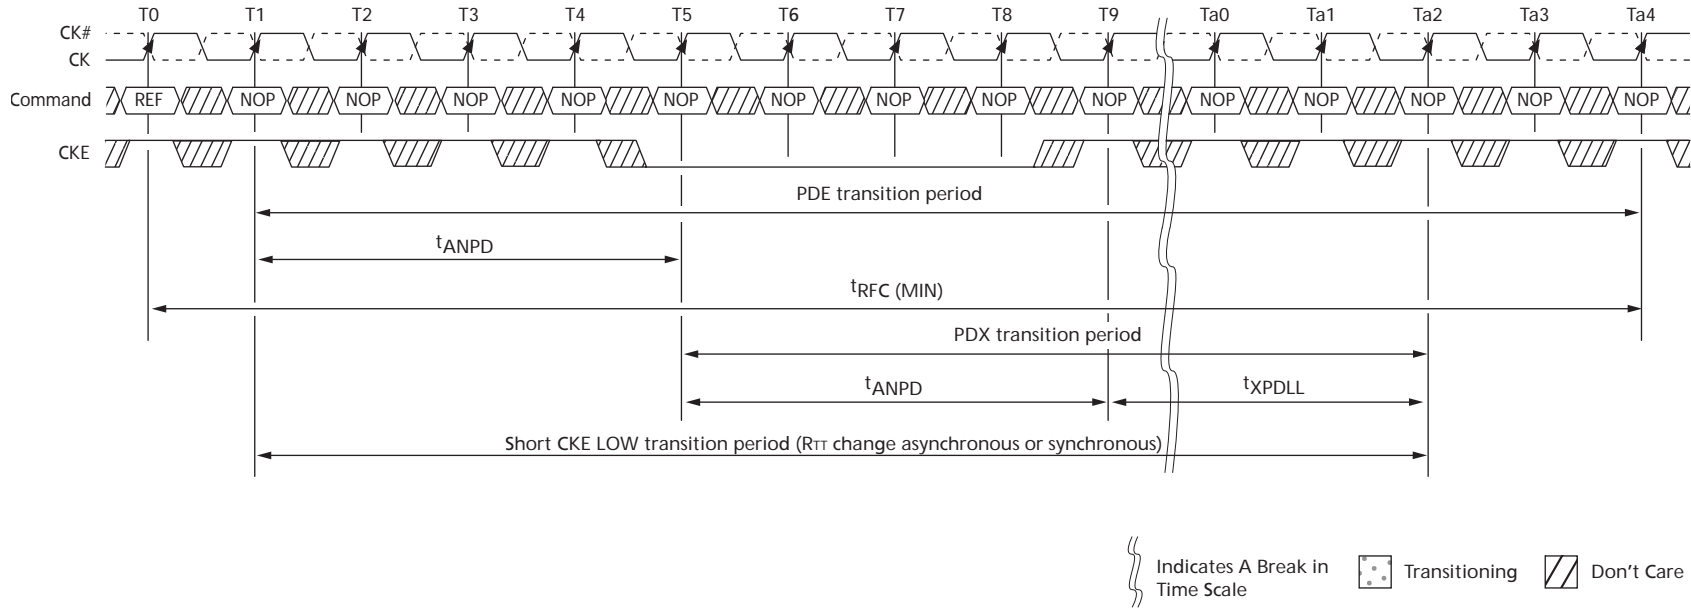 T0 T1 T2 T3 T4 T5 T6 T7 T8 T9 Ta0 Ta1 Ta2 Ta3 Ta4
CK#
CK
Command REF NOP NOP NOP NOP NOP NOP NOP NOP NOP NOP NOP NOP NOP NOP
CKE
PDE transition period
tANPD
tRFC (MIN)
PDX transition period
tANPD tXPDLL
Short CKE LOW transition period (RTT change asynchronous or synchronous)
Indicates A Break in
Time Scale
Transitioning
Don't Care